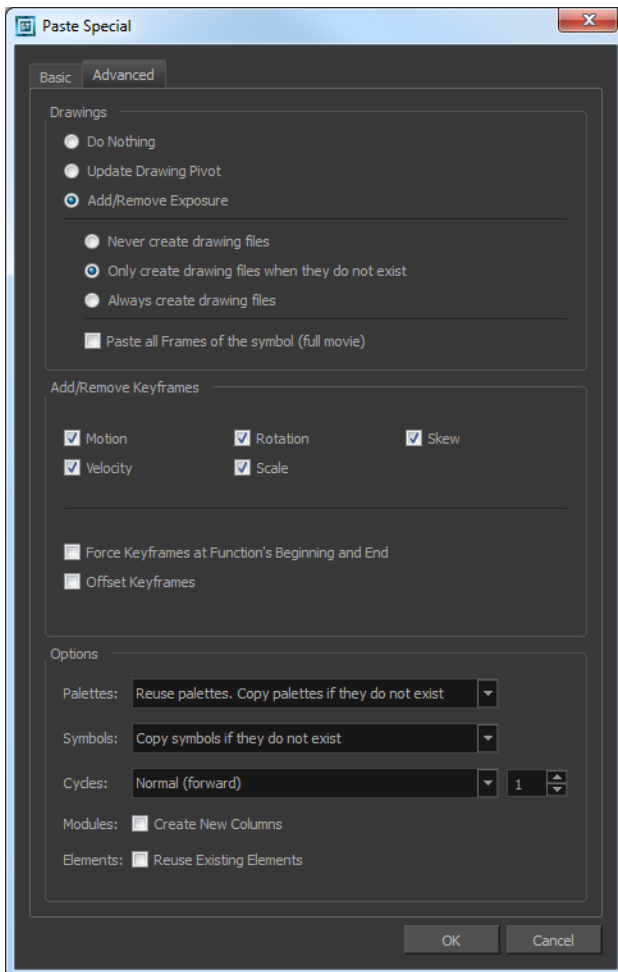 Paste Special
Basic Advanced
Drawings
Do Nothing
Update Drawing Pivot
Add/Remove Exposure
Never create drawing files
Only create drawing files when they do not exist
Always create drawing files
Paste all Frames of the symbol (full movie)
Add/Remove Keyframes
Motion Rotation Skew
Velocity Scale
Force Keyframes at Function's Beginning and End
Offset Keyframes
Options
Palettes: Reuse palettes. Copy palettes if they do not exist
Symbols: Copy symbols if they do not exist
Cycles: Normal (forward) 1
Modules: Create New Columns
Elements: Reuse Existing Elements
OK Cancel